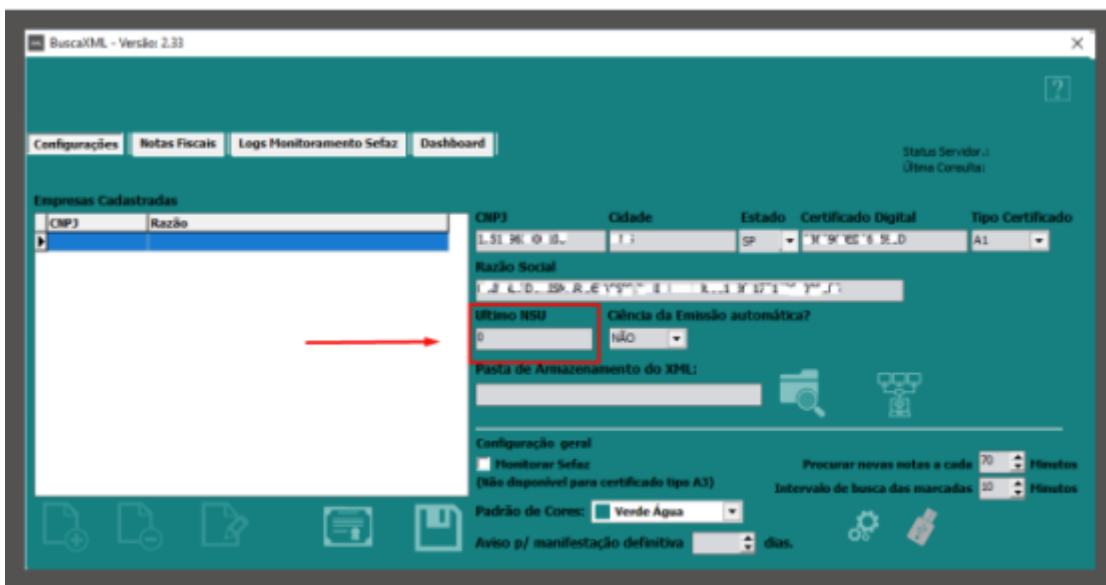 BuscaXML - Versão: 2.33
Configurações Notas Fiscais Logs Monitoramento Sefaz Dashboard
Status Servidor.:
Última Consulta:
Empresas Cadastradas
CNPJ Razão
CNPJ Cidade Estado Certificado Digital Tipo Certificado
SP A1
Razão Social
Ultimo NSU Ciência da Emissão automática?
0 NÃO
Pasta de Armazenamento do XML:
Configuração geral
Monitorar Sefaz
(Não disponível para certificado tipo A3)
Procurar novas notas a cada 70 Minutos
Intervalo de busca das marcadas 10 Minutos
Padrão de Cores: Verde Água
Aviso p/ manifestação definitiva dias.